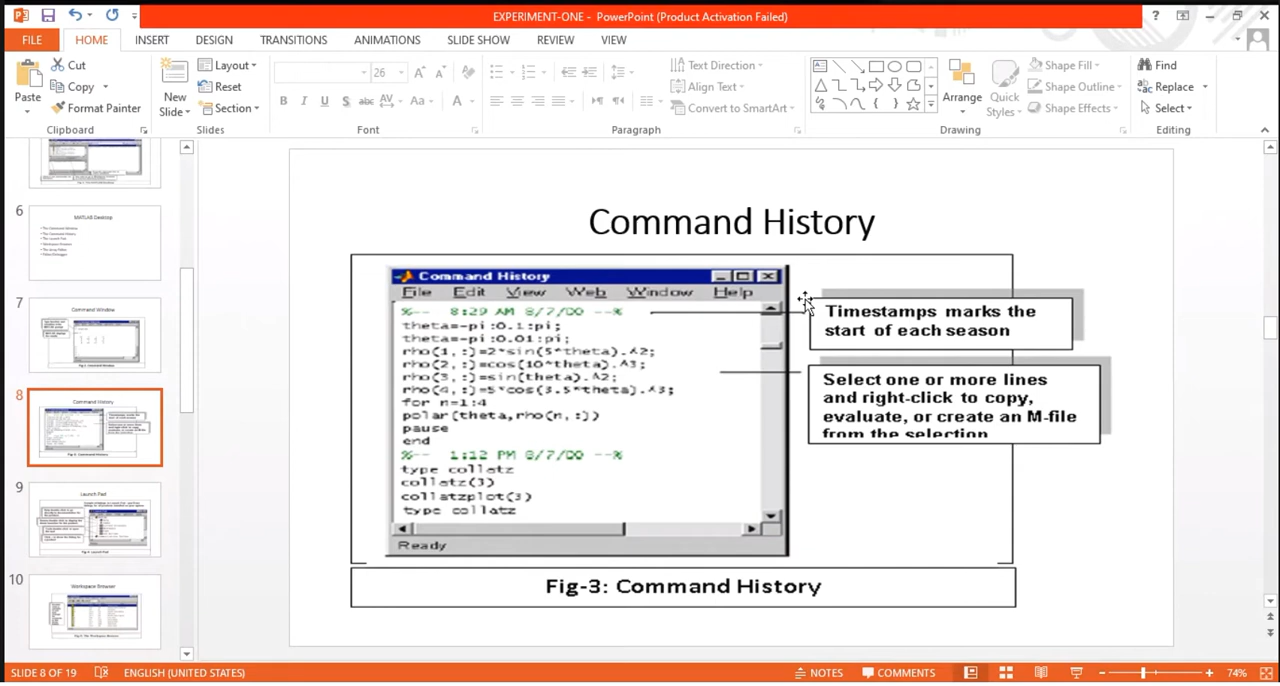 EXPERIMENT-ONE - PowerPoint (Product Activation Failed)
FILE HOME INSERT DESIGN TRANSITIONS ANIMATIONS SLIDE SHOW REVIEW VIEW
Cut
Copy
Format Painter
Paste
Clipboard
New
Slide
Layout
Reset
Section
Slides
26
B I U S abc AV Aa A
Font
Text Direction
Align Text
Convert to SmartArt
Paragraph
Arrange
Quick
Styles
Shape Fill
Shape Outline
Shape Effects
Drawing
Find
Replace
Select
Editing
6
MATLAB Desktop
7
Command Window
8
Command History
9
Launch Pad
10
Workspace Browser
Command History
Command History
File Edit View Web Window Help
%-- 8:29 AM 8/7/00 --%
theta=-pi:0.1:pi;
theta=-pi:0.01:pi;
rho(1,:)=2*sin(5*theta).^2;
rho(2,:)=cos(10*theta).^3;
rho(3,:)=sin(theta).^2;
rho(4,:)=5*cos(3.5*theta).^3;
for n=1:4
polar(theta,rho(n,:))
pause
end
%-- 1:12 PM 8/7/00 --%
type collatz
collatz(3)
collatzplot(3)
type collatz
Ready
Timestamps marks the
start of each season
Select one or more lines
and right-click to copy,
evaluate, or create an M-file
from the selection
Fig-3: Command History
SLIDE 8 OF 19 ENGLISH (UNITED STATES) NOTES COMMENTS 74%